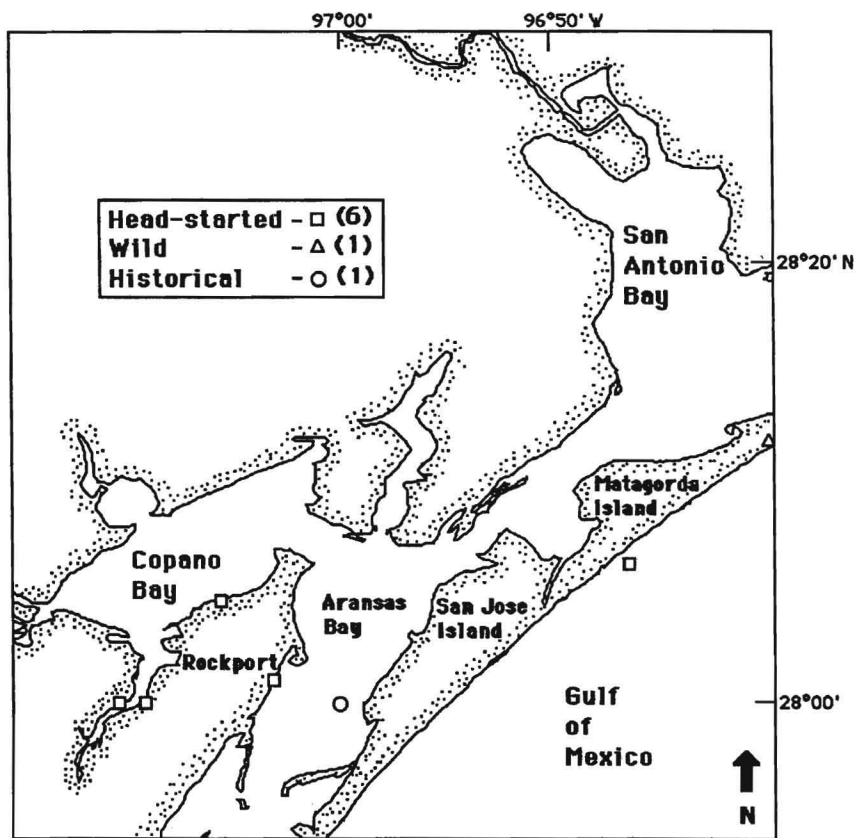 97°00'
96°50' W
Head-started - □ (6)
Wild - △ (1)
Historical - ○ (1)
San
Antonio
Bay
28°20' N
Matagorda
Island
Copano
Bay
Aransas
Bay
San Jose
Island
Rockport
Gulf
of
Mexico
28°00'
N